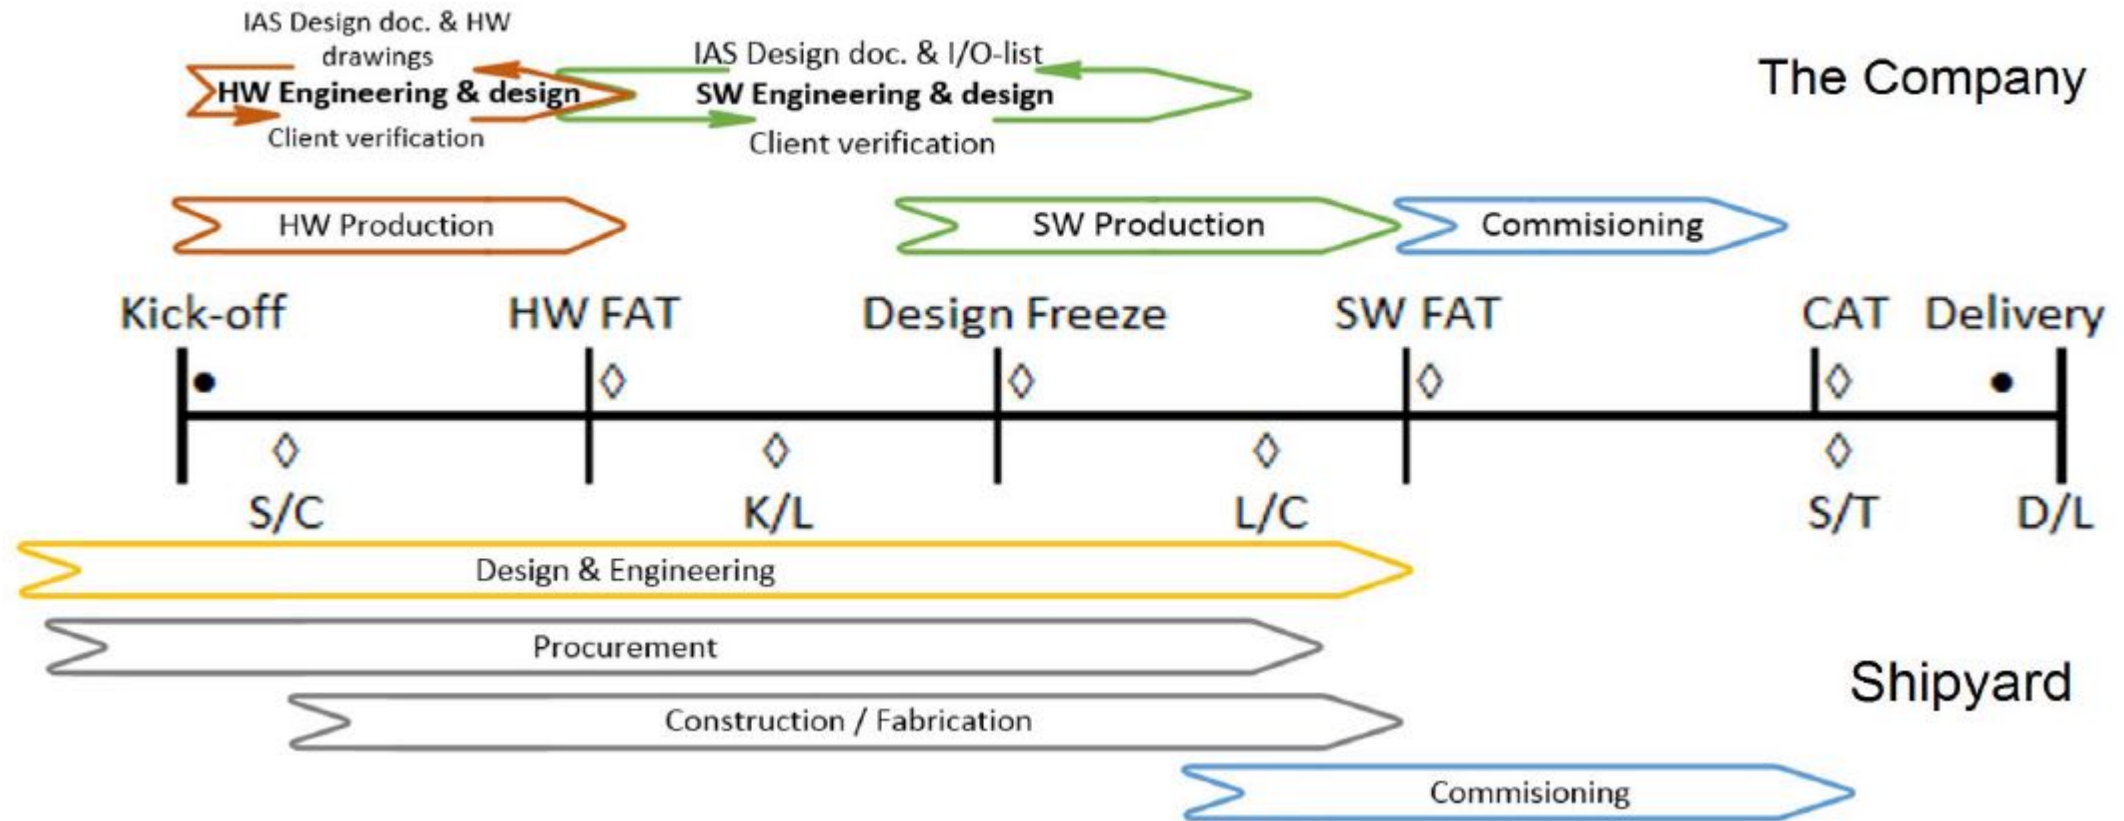 IAS Design doc. & HW
drawings
HW Engineering & design
Client verification
IAS Design doc. & I/O-list
SW Engineering & design
Client verification
The Company
HW Production
SW Production
Commisioning
Kick-off
HW FAT
Design Freeze
SW FAT
CAT
Delivery
S/C
K/L
L/C
S/T
D/L
Design & Engineering
Procurement
Construction / Fabrication
Shipyard
Commisioning